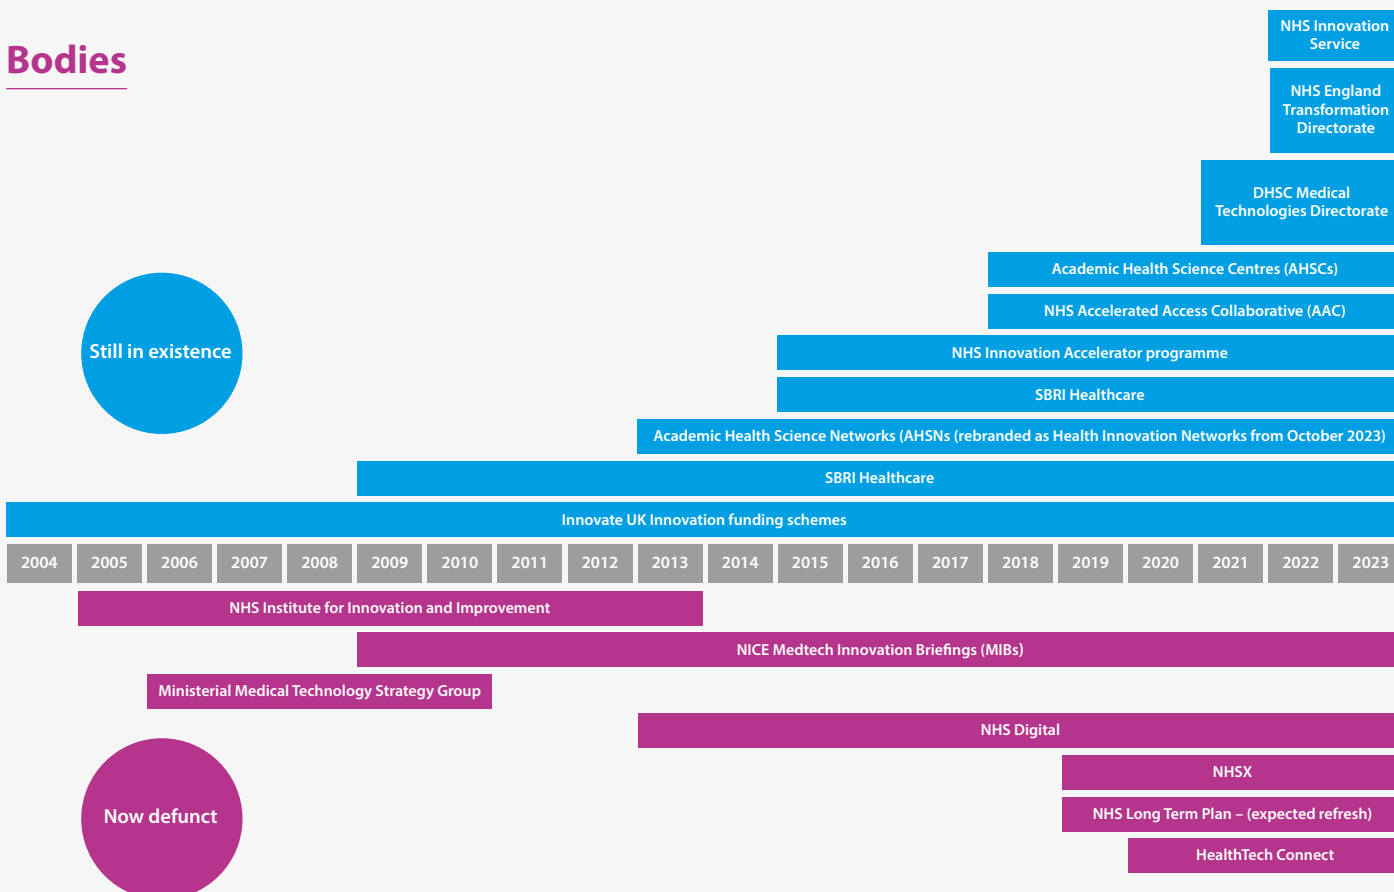 Bodies
NHS Innovation
Service
NHS England
Transformation
Directorate
DHSC Medical
Technologies Directorate
Academic Health Science Centres (AHSCs)
NHS Accelerated Access Collaborative (AAC)
Still in existence
NHS Innovation Accelerator programme
SBRI Healthcare
Academic Health Science Networks (AHSNs (rebranded as Health Innovation Networks from October 2023)
SBRI Healthcare
Innovate UK Innovation funding schemes
2004 2005 2006 2007 2008 2009 2010 2011 2012 2013 2014 2015 2016 2017 2018 2019 2020 2021 2022 2023
NHS Institute for Innovation and Improvement
NICE Medtech Innovation Briefings (MIBs)
Ministerial Medical Technology Strategy Group
NHS Digital
NHSX
Now defunct
NHS Long Term Plan – (expected refresh)
HealthTech Connect